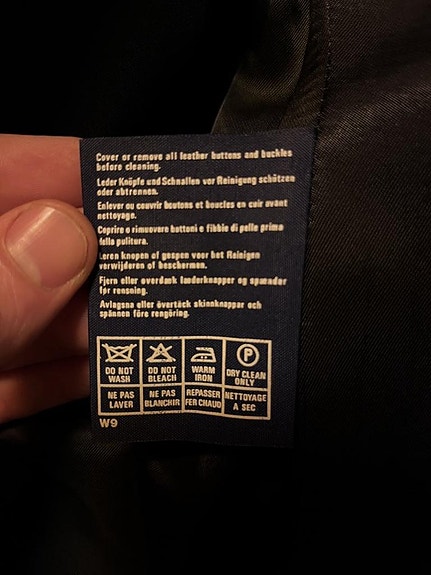 Cover or remove all leather buttons and buckles
before cleaning.
Leder Knöpfe und Schnallen vor Reinigung schützen
oder abtrennen.
Enlever ou couvrir boutons et boucles en cuir avant
nettoyage.
Coprire o rimuovere bottoni e fibbie di pelle prima
della pulitura.
Leren knopen of gespen voor het Reinigen
verwijderen of beschermen.
Fjern eller overdæk læderknapper og spænder
før rensning.
Avlagsna eller övertäck skinnknappar och
spännen före rengöring.
DO NOT WASH
DO NOT BLEACH
WARM IRON
P
DRY CLEAN ONLY
NE PAS LAVER
NE PAS BLANCHIR
REPASSER FER CHAUD
NETTOYAGE A SEC
W9